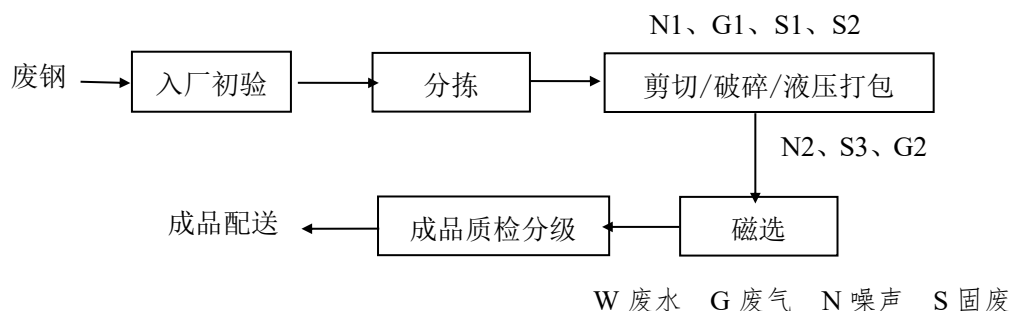 N1、G1、S1、S2
废钢
入厂初验
分拣
剪切/破碎/液压打包
N2、S3、G2
成品配送
成品质检分级
磁选
W 废水 G 废气 N 噪声 S 固废